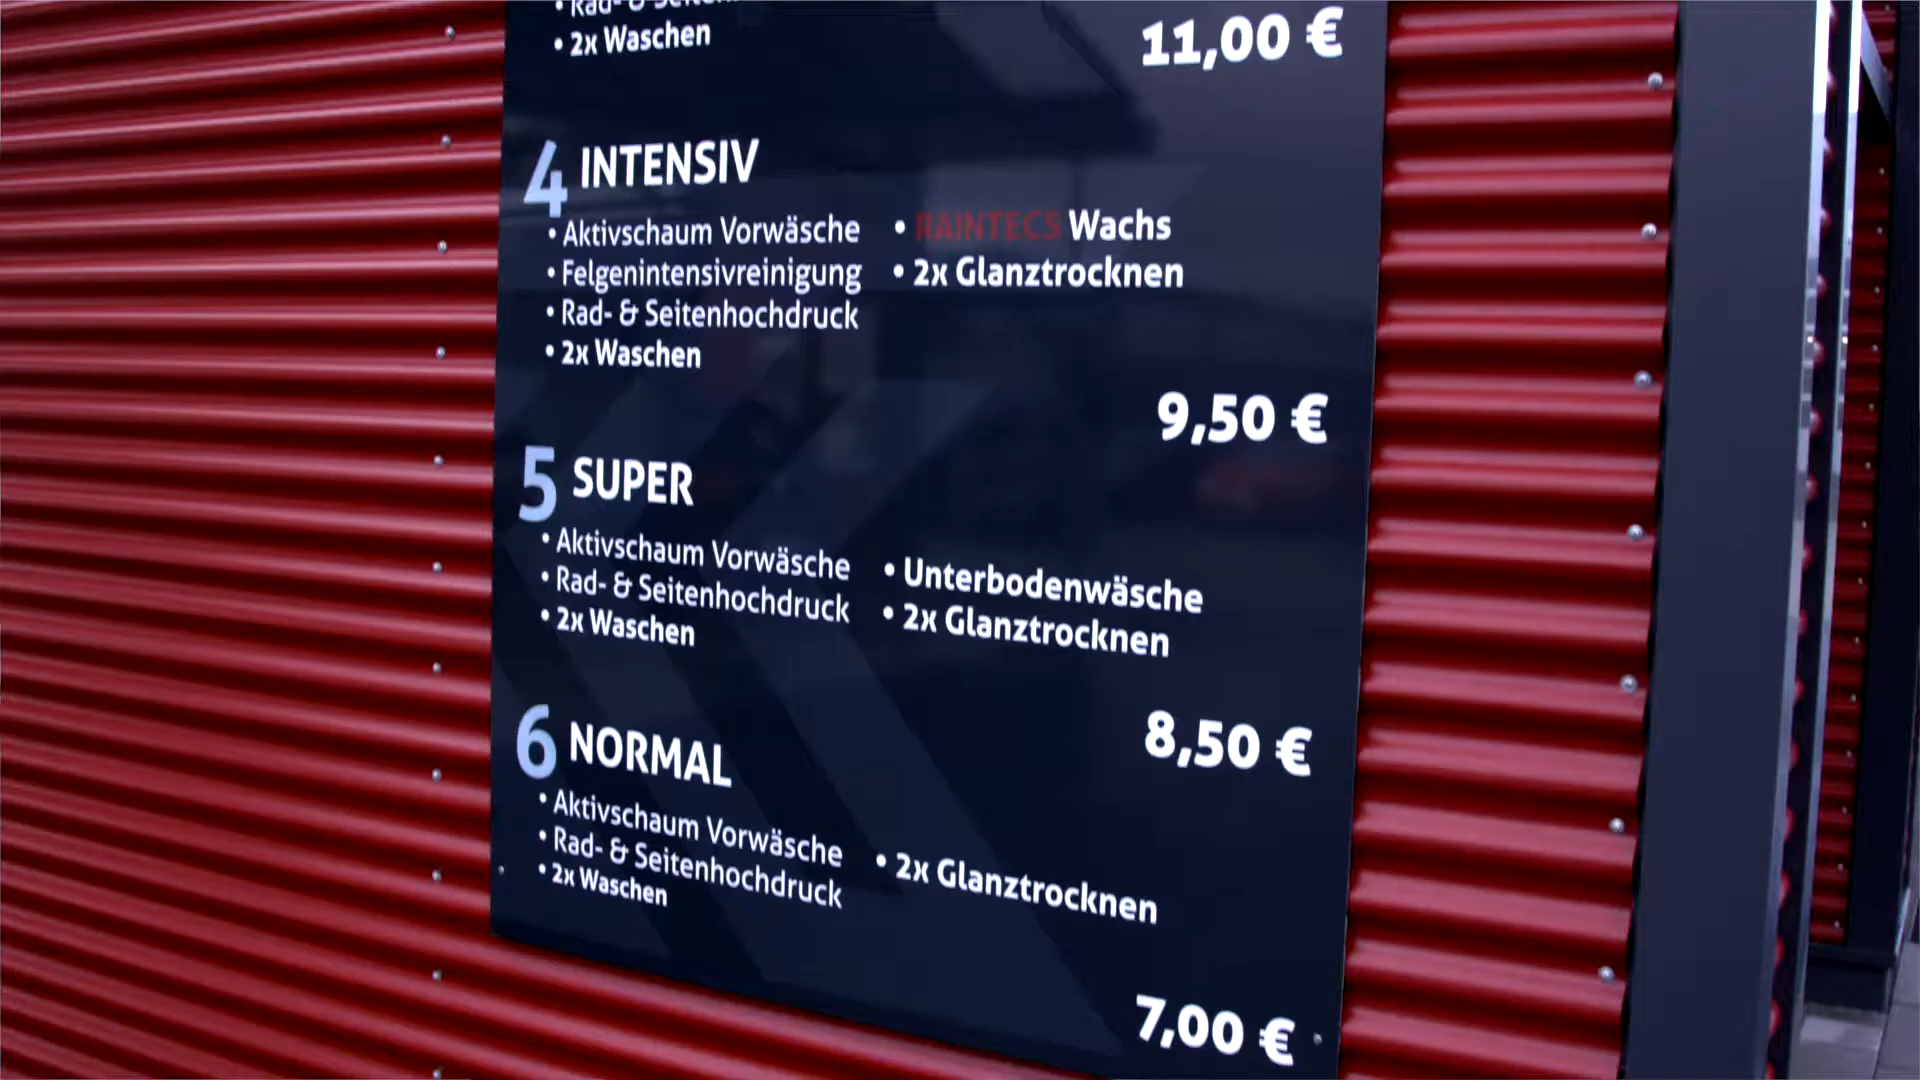 • Rad- & Seitenhochdruck
• 2x Waschen
11,00 €
4 INTENSIV
• Aktivschaum Vorwäsche
• Felgenintensivreinigung
• Rad- & Seitenhochdruck
• 2x Waschen
• RAINTECS Wachs
• 2x Glanztrocknen
9,50 €
5 SUPER
• Aktivschaum Vorwäsche
• Rad- & Seitenhochdruck
• 2x Waschen
• Unterbodenwäsche
• 2x Glanztrocknen
8,50 €
6 NORMAL
• Aktivschaum Vorwäsche
• Rad- & Seitenhochdruck
• 2x Waschen
• 2x Glanztrocknen
7,00 €